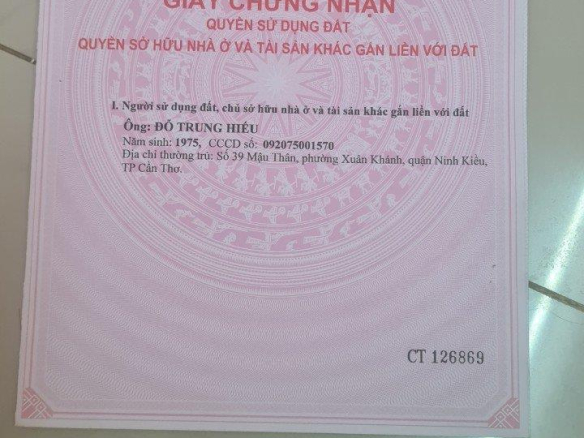 GIẤY CHỨNG NHẬN
QUYỀN SỬ DỤNG ĐẤT
QUYỀN SỞ HỮU NHÀ Ở VÀ TÀI SẢN KHÁC GẮN LIỀN VỚI ĐẤT
I. Người sử dụng đất, chủ sở hữu nhà ở và tài sản khác gắn liền với đất
Ông: ĐỖ TRUNG HIẾU
Năm sinh: 1975, CCCD số: 092075001570
Địa chỉ thường trú: Số 39 Mậu Thân, phường Xuân Khánh, quận Ninh Kiều,
TP Cần Thơ.
CT 126869